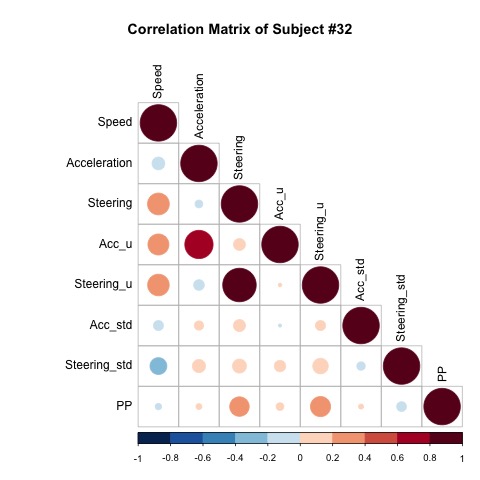 Correlation Matrix of Subject #32
Speed
Acceleration
Steering
Acc_u
Steering_u
Acc_std
Steering_std
PP
Speed
Acceleration
Steering
Acc_u
Steering_u
Acc_std
Steering_std
PP
-1 -0.8 -0.6 -0.4 -0.2 0 0.2 0.4 0.6 0.8 1